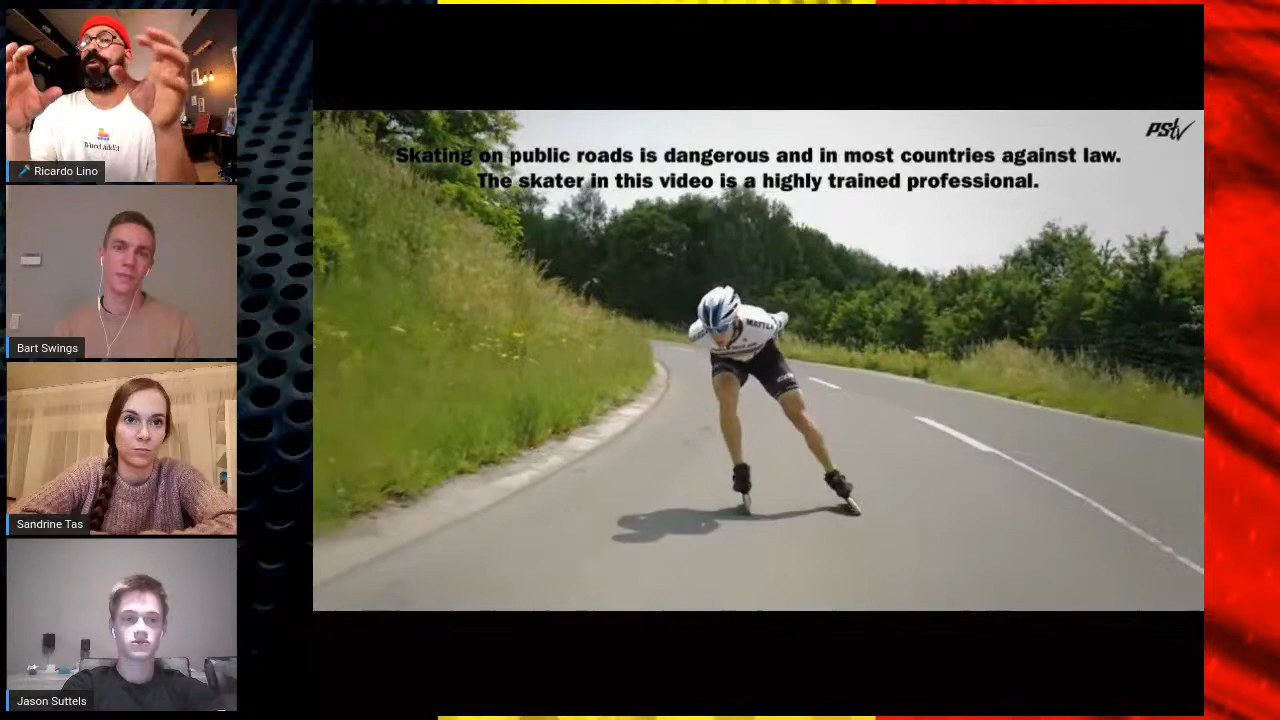 Ricardo Lino
Bart Swings
Sandrine Tas
Jason Suttels
PStv
Skating on public roads is dangerous and in most countries against law.
The skater in this video is a highly trained professional.